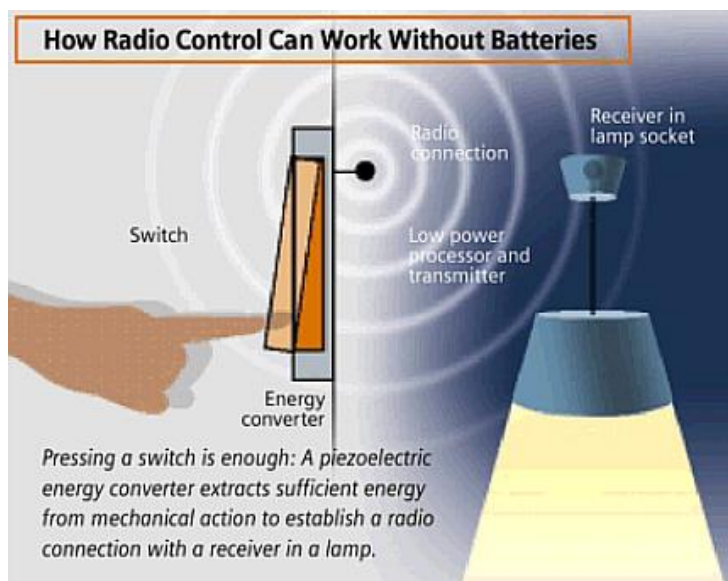 How Radio Control Can Work Without Batteries
Radio
connection
Receiver in
lamp socket
Switch
Low power
processor and
transmitter
Energy
converter
Pressing a switch is enough: A piezoelectric
energy converter extracts sufficient energy
from mechanical action to establish a radio
connection with a receiver in a lamp.